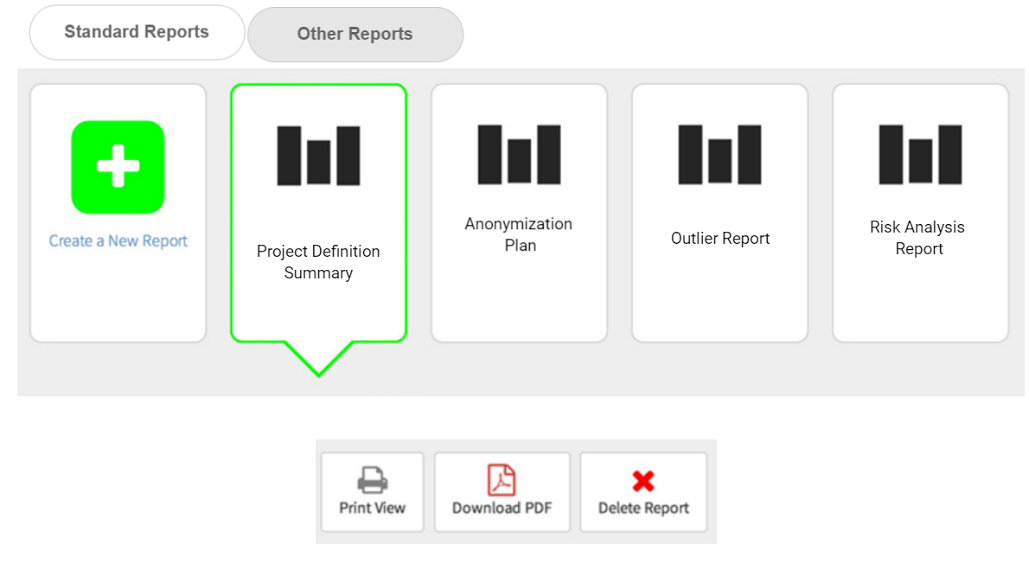 Standard Reports
Other Reports
Create a New Report
Project Definition
Summary
Anonymization
Plan
Outlier Report
Risk Analysis
Report
Print View
Download PDF
Delete Report